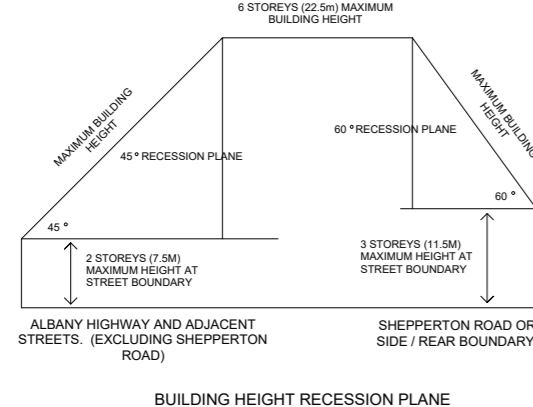 6 STOREYS (22.5m) MAXIMUM
BUILDING HEIGHT
MAXIMUM BUILDING
HEIGHT
45° RECESSION PLANE
60° RECESSION PLANE
MAXIMUM BUILDING
HEIGHT
45°
60°
2 STOREYS (7.5M)
MAXIMUM HEIGHT AT
STREET BOUNDARY
3 STOREYS (11.5M)
MAXIMUM HEIGHT AT
STREET BOUNDARY
ALBANY HIGHWAY AND ADJACENT
STREETS. (EXCLUDING SHEPPERTON
ROAD)
SHEPPERTON ROAD OR
SIDE / REAR BOUNDARY
BUILDING HEIGHT RECESSION PLANE